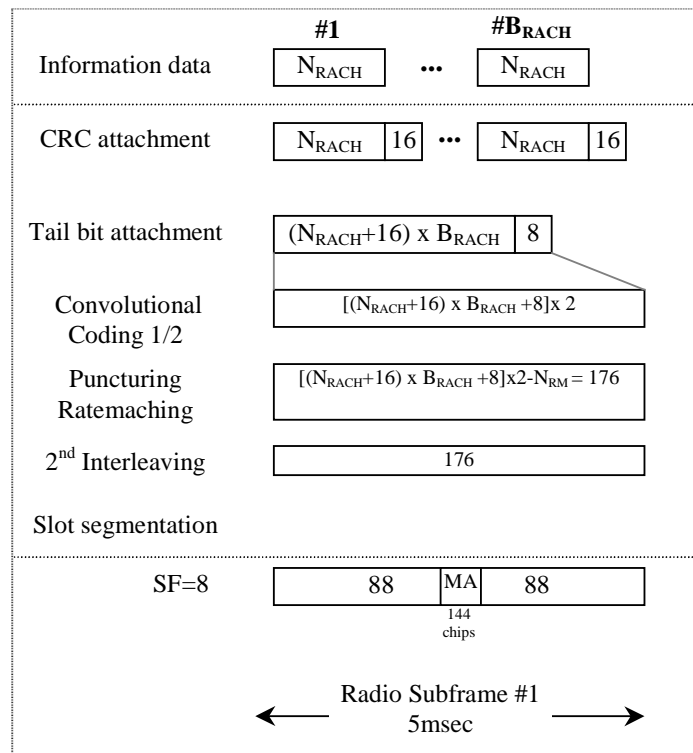 #1 #B_RACH
Information data N_RACH ... N_RACH
CRC attachment N_RACH 16 ... N_RACH 16
Tail bit attachment (N_RACH+16) x B_RACH 8
Convolutional
Coding 1/2
[(N_RACH+16) x B_RACH +8]x 2
Puncturing
Ratemaching
[(N_RACH+16) x B_RACH +8]x2-N_RM = 176
2nd Interleaving 176
Slot segmentation
SF=8 88 MA 88
144
chips
Radio Subframe #1
5msec